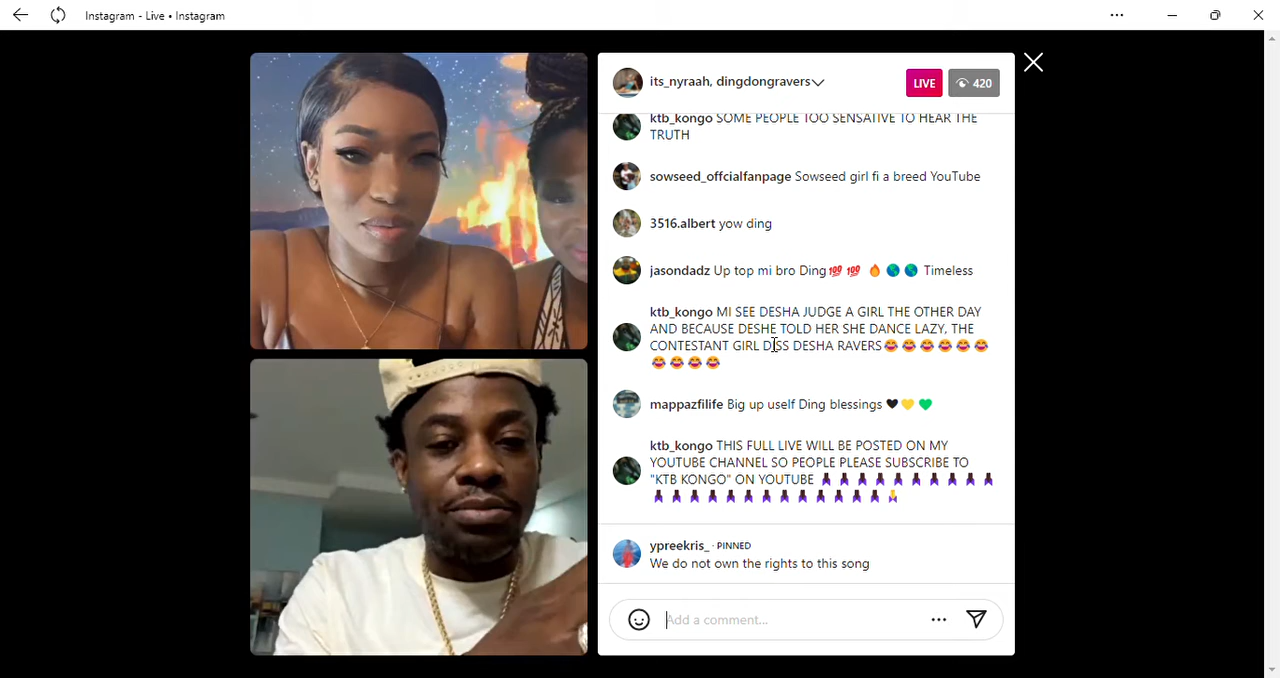 Instagram - Live • Instagram
its_nyraah, dingdongravers
LIVE
420
ktb_kongo SOME PEOPLE TOO SENSATIVE TO HEAR THE
TRUTH
sowseed_offcialfanpage Sowseed girl fi a breed YouTube
3516.albert yow ding
jasondadz Up top mi bro Ding💯💯 🔥🌎🌎 Timeless
ktb_kongo MI SEE DESHA JUDGE A GIRL THE OTHER DAY
AND BECAUSE DESHE TOLD HER SHE DANCE LAZY, THE
CONTESTANT GIRL DISS DESHA RAVERS😂😂😂😂😂😂
😂😂😂😂
mappazfilife Big up uself Ding blessings 🖤💛💚
ktb_kongo THIS FULL LIVE WILL BE POSTED ON MY
YOUTUBE CHANNEL SO PEOPLE PLEASE SUBSCRIBE TO
"KTB KONGO" ON YOUTUBE
ypreekris_ · PINNED
We do not own the rights to this song
Add a comment...